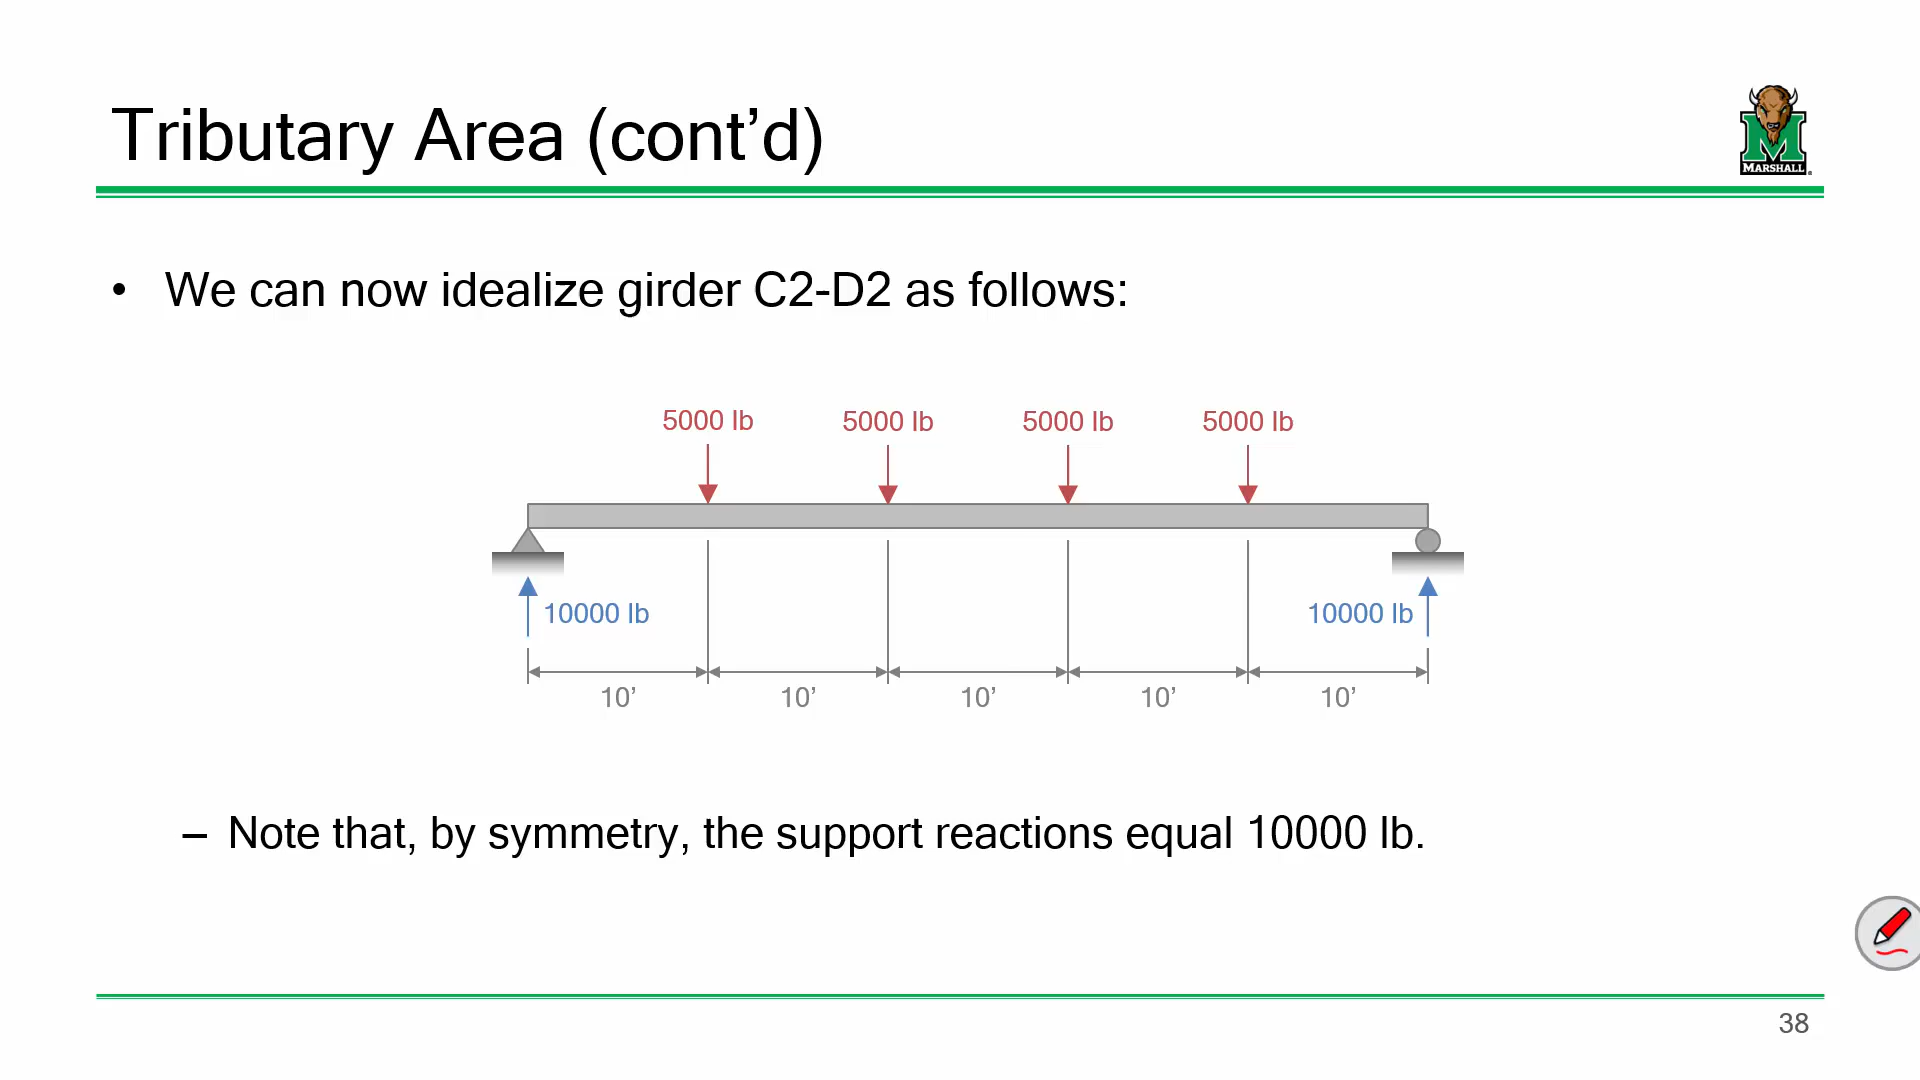 Tributary Area (cont’d)
MARSHALL
• We can now idealize girder C2-D2 as follows:
5000 lb 5000 lb 5000 lb 5000 lb
10000 lb 10000 lb
10’ 10’ 10’ 10’ 10’
– Note that, by symmetry, the support reactions equal 10000 lb.
38